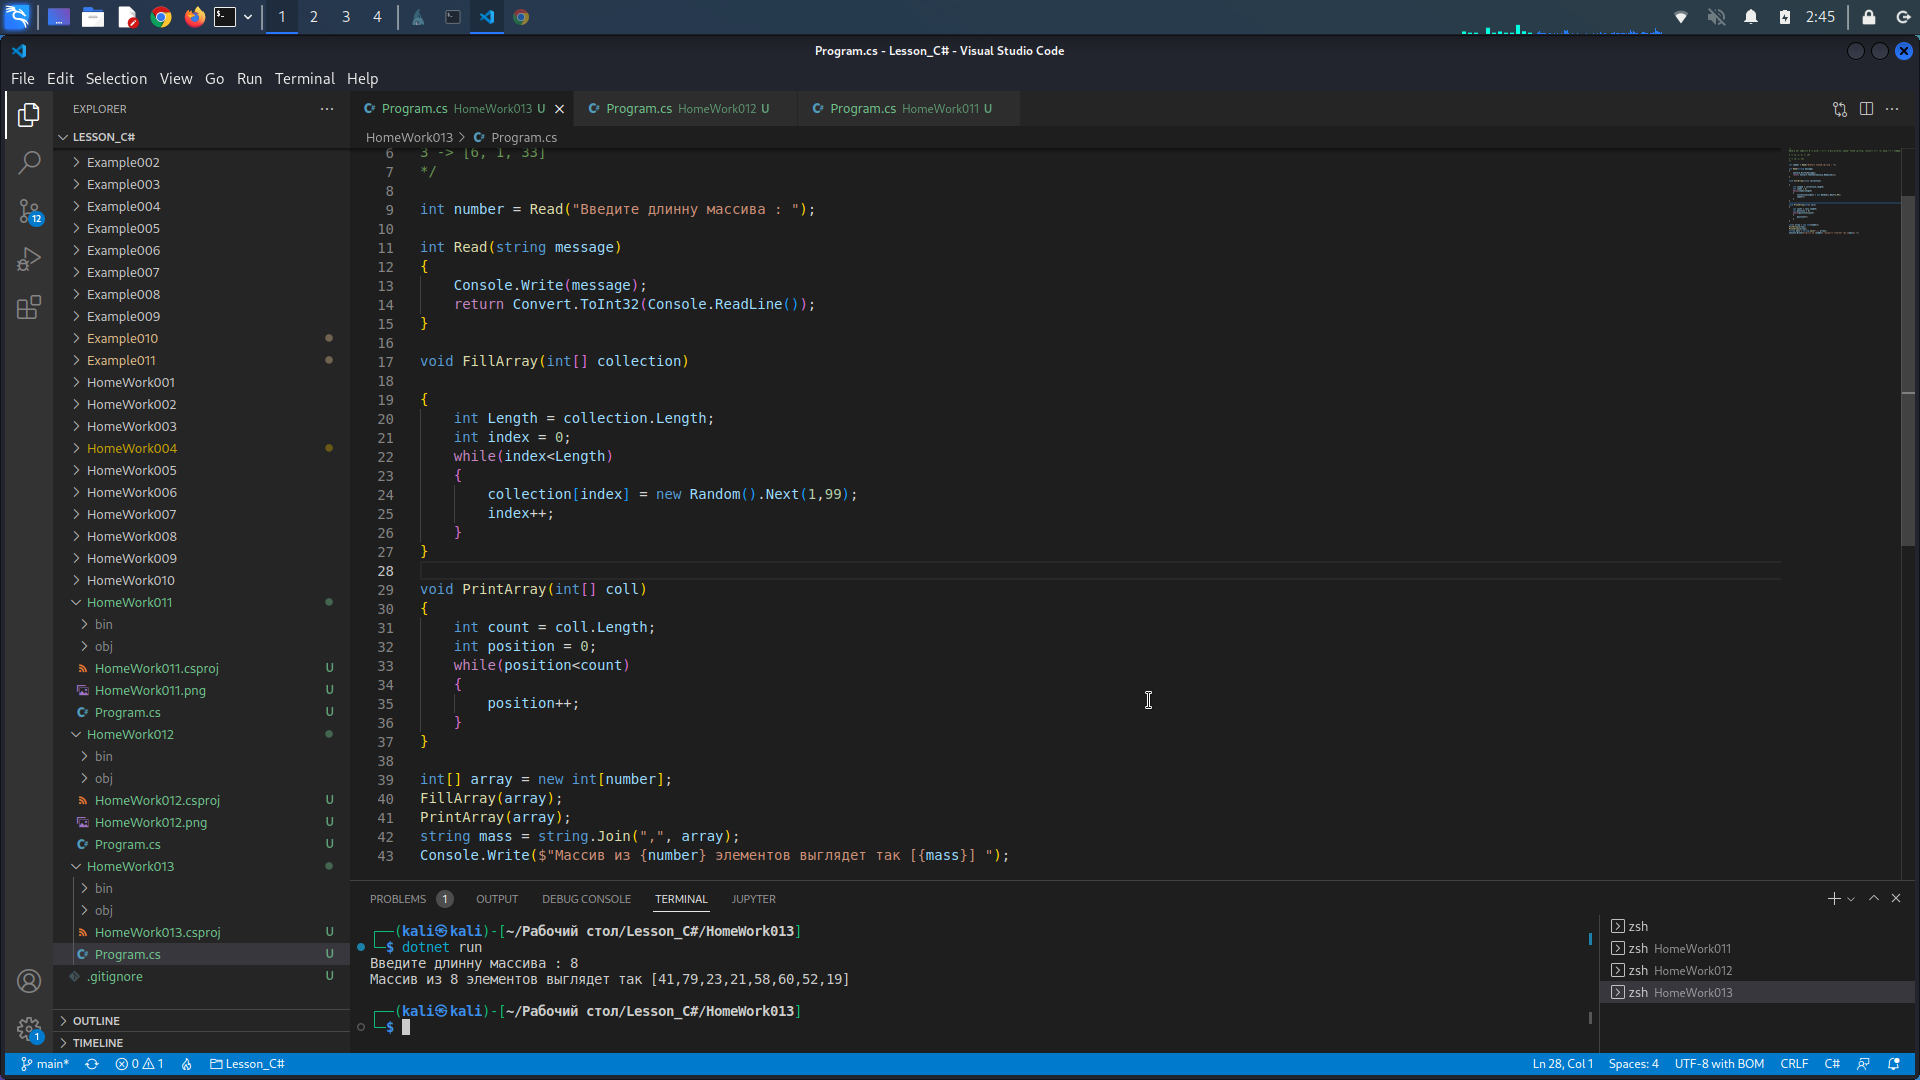 1 2 3 4 2:45
Program.cs - Lesson_C# - Visual Studio Code
File Edit Selection View Go Run Terminal Help
EXPLORER
LESSON_C#
Example002
Example003
Example004
Example005
Example006
Example007
Example008
Example009
Example010
Example011
HomeWork001
HomeWork002
HomeWork003
HomeWork004
HomeWork005
HomeWork006
HomeWork007
HomeWork008
HomeWork009
HomeWork010
HomeWork011
bin
obj
HomeWork011.csproj U
HomeWork011.png U
Program.cs U
HomeWork012
bin
obj
HomeWork012.csproj U
HomeWork012.png U
Program.cs U
HomeWork013
bin
obj
HomeWork013.csproj U
Program.cs U
.gitignore U
OUTLINE
TIMELINE
12
1
Program.cs HomeWork013 U Program.cs HomeWork012 U Program.cs HomeWork011 U
HomeWork013 > Program.cs
6 3 -> [6, 1, 33]
7 */
8
9 int number = Read("Введите длинну массива : ");
10
11 int Read(string message)
12 {
13 Console.Write(message);
14 return Convert.ToInt32(Console.ReadLine());
15 }
16
17 void FillArray(int[] collection)
18
19 {
20 int Length = collection.Length;
21 int index = 0;
22 while(index<Length)
23 {
24 collection[index] = new Random().Next(1,99);
25 index++;
26 }
27 }
28
29 void PrintArray(int[] coll)
30 {
31 int count = coll.Length;
32 int position = 0;
33 while(position<count)
34 {
35 position++;
36 }
37 }
38
39 int[] array = new int[number];
40 FillArray(array);
41 PrintArray(array);
42 string mass = string.Join(",", array);
43 Console.Write($"Массив из {number} элементов выглядет так [{mass}] ");
PROBLEMS 1 OUTPUT DEBUG CONSOLE TERMINAL JUPYTER
┌──(kali㉿kali)-[~/Рабочий стол/Lesson_C#/HomeWork013]
└─$ dotnet run
Введите длинну массива : 8
Массив из 8 элементов выглядет так [41,79,23,21,58,60,52,19]
┌──(kali㉿kali)-[~/Рабочий стол/Lesson_C#/HomeWork013]
└─$
zsh
zsh HomeWork011
zsh HomeWork012
zsh HomeWork013
main* 0 1 Lesson_C# Ln 28, Col 1 Spaces: 4 UTF-8 with BOM CRLF C#